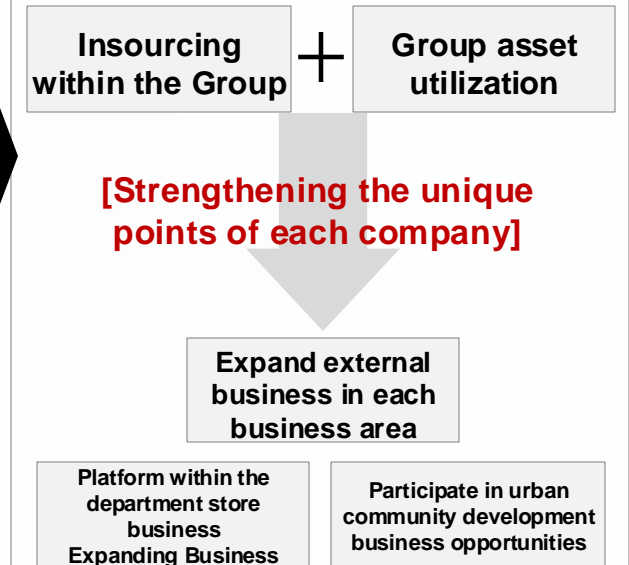 Insourcing
within the Group
+
Group asset
utilization
[Strengthening the unique
points of each company]
Expand external
business in each
business area
Platform within the
department store
business
Expanding Business
Participate in urban
community development
business opportunities